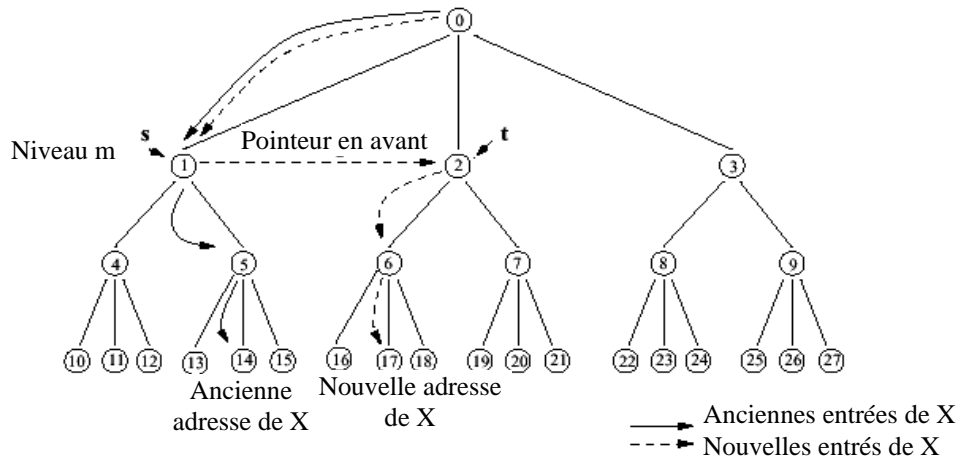 0
s
Pointeur en avant
t
Niveau m
1
2
3
4
5
6
7
8
9
10 11 12 13 14 15 16 17 18 19 20 21 22 23 24 25 26 27
Ancienne
adresse de X
Nouvelle adresse
de X
Anciennes entrées de X
Nouvelles entrés de X